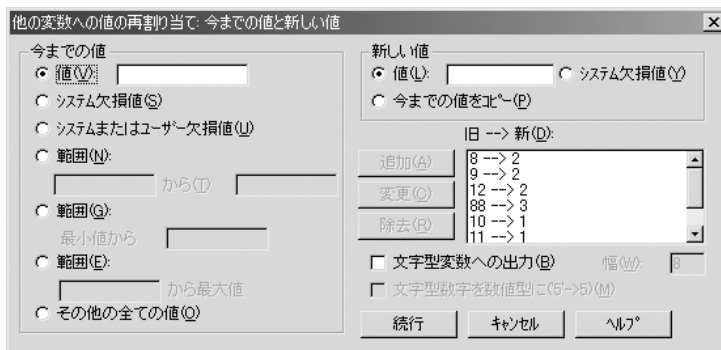 他の変数への値の再割り当て: 今までの値と新しい値
今までの値
値(V):
システム欠損値(S)
システムまたはユーザー欠損値(U)
範囲(N):
から(T)
範囲(G):
最小値から
範囲(E):
から最大値
その他の全ての値(O)
新しい値
値(L):
システム欠損値(Y)
今までの値をコピー(P)
旧 --> 新(D):
追加(A)
変更(C)
除去(R)
8 --> 2
9 --> 2
12 --> 2
88 --> 3
10 --> 1
11 --> 1
文字型変数への出力(B)
幅(W): 8
文字型数字を数値型に('5'->5)(M)
続行
キャンセル
ヘルプ